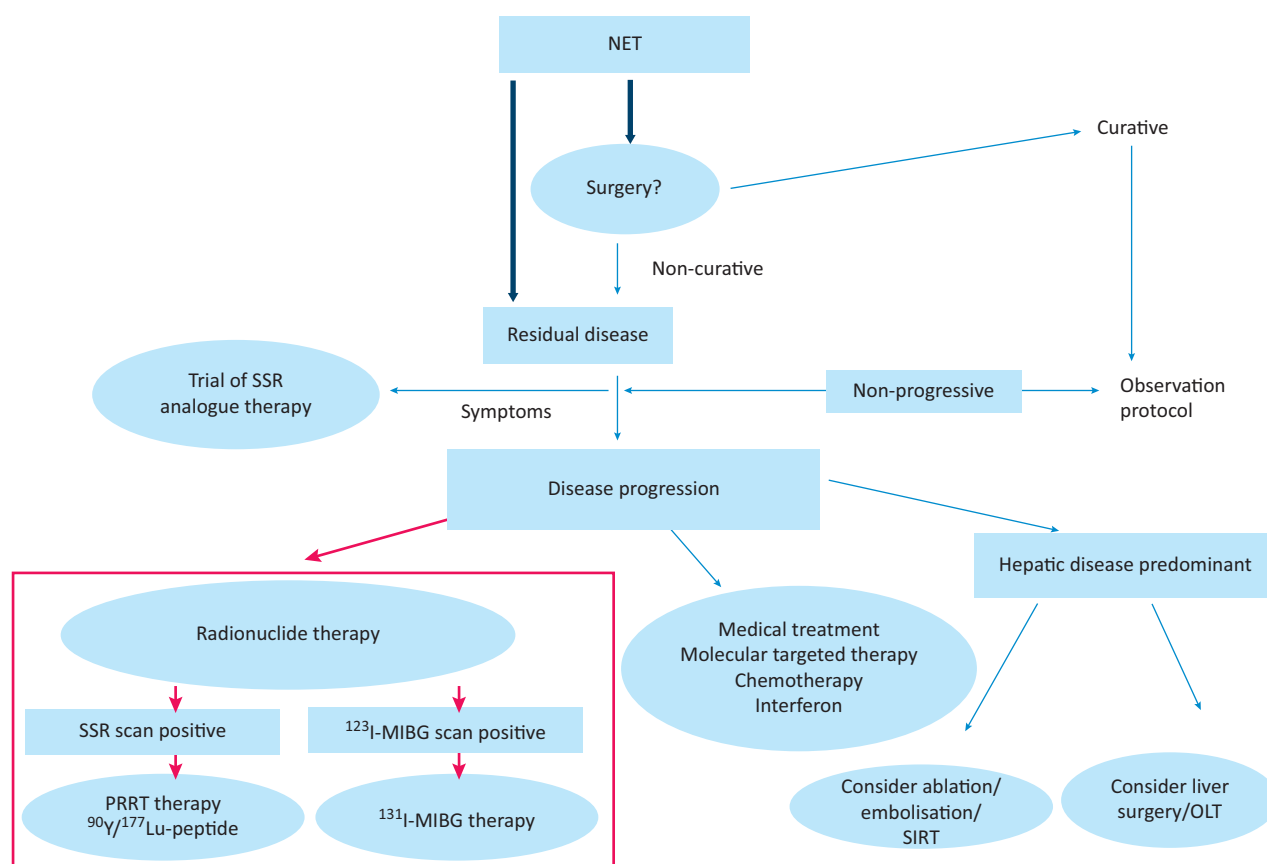 NET
Curative
Surgery?
Non-curative
Residual disease
Trial of SSR
analogue therapy
Symptoms
Non-progressive
Observation
protocol
Disease progression
Hepatic disease predominant
Radionuclide therapy
Medical treatment
Molecular targeted therapy
Chemotherapy
Interferon
SSR scan positive
¹²³I-MIBG scan positive
PRRT therapy
⁹⁰Y/¹⁷⁷Lu-peptide
¹³¹I-MIBG therapy
Consider ablation/
embolisation/
SIRT
Consider liver
surgery/OLT